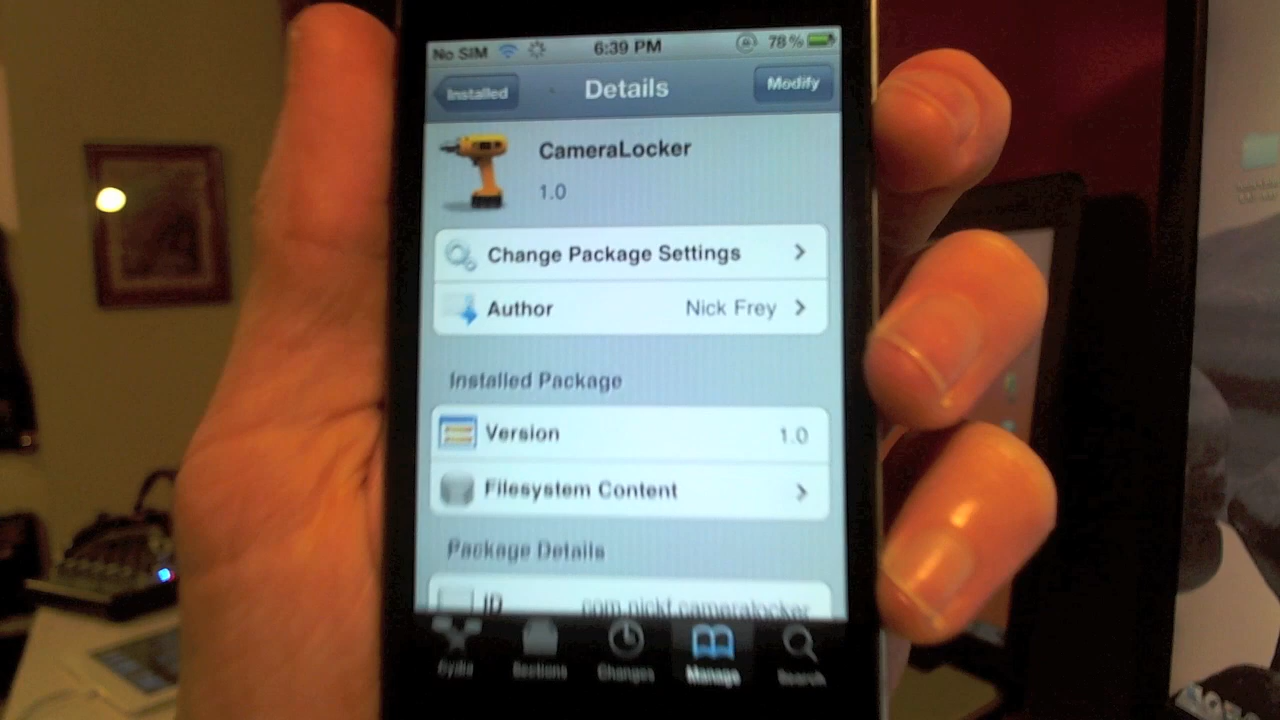 No SIM 6:39 PM 78%
Installed Details Modify
CameraLocker
1.0
Change Package Settings
Author Nick Frey
Installed Package
Version 1.0
Filesystem Content
Package Details
ID com.nickf.cameralocker
Cydia Sections Changes Manage Search